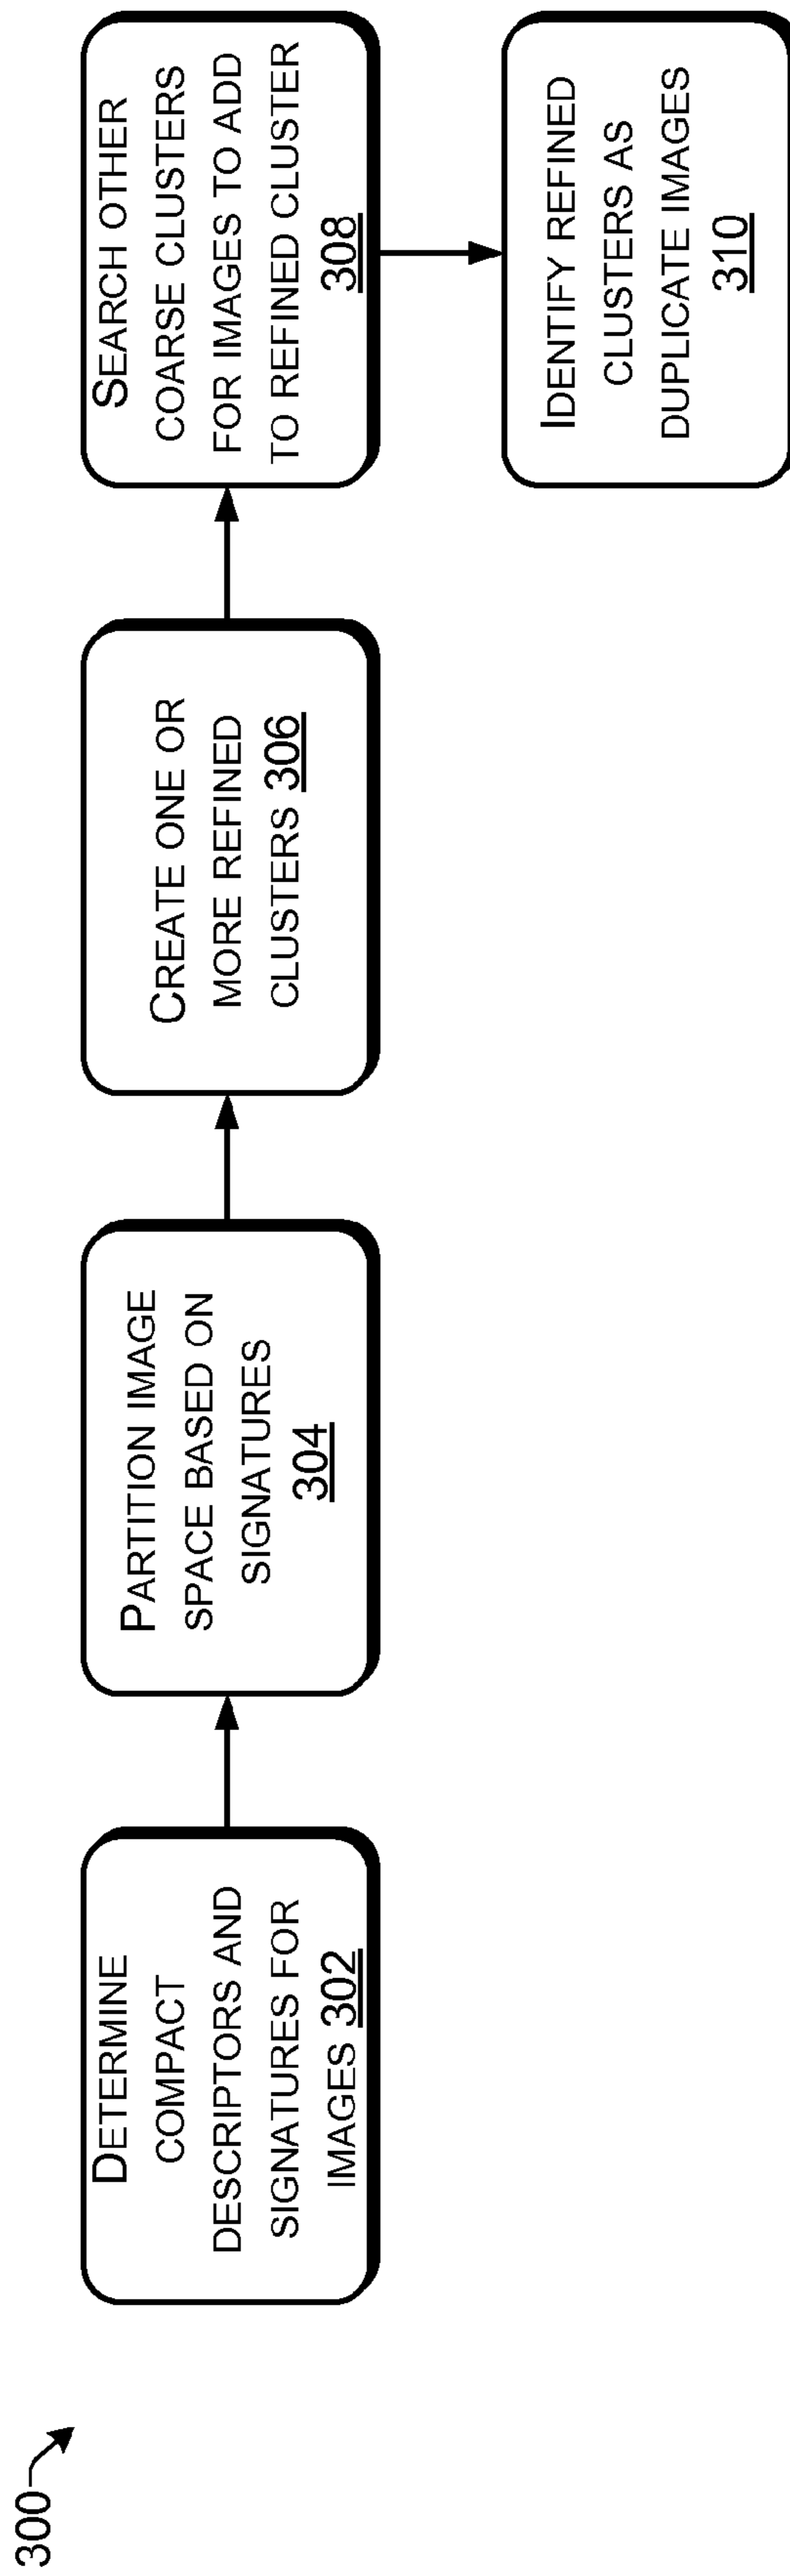 300
DETERMINE
COMPACT
DESCRIPTORS AND
SIGNATURES FOR
IMAGES 302
PARTITION IMAGE
SPACE BASED ON
SIGNATURES
304
CREATE ONE OR
MORE REFINED
CLUSTERS 306
SEARCH OTHER
COARSE CLUSTERS
FOR IMAGES TO ADD
TO REFINED CLUSTER
308
IDENTIFY REFINED
CLUSTERS AS
DUPLICATE IMAGES
310